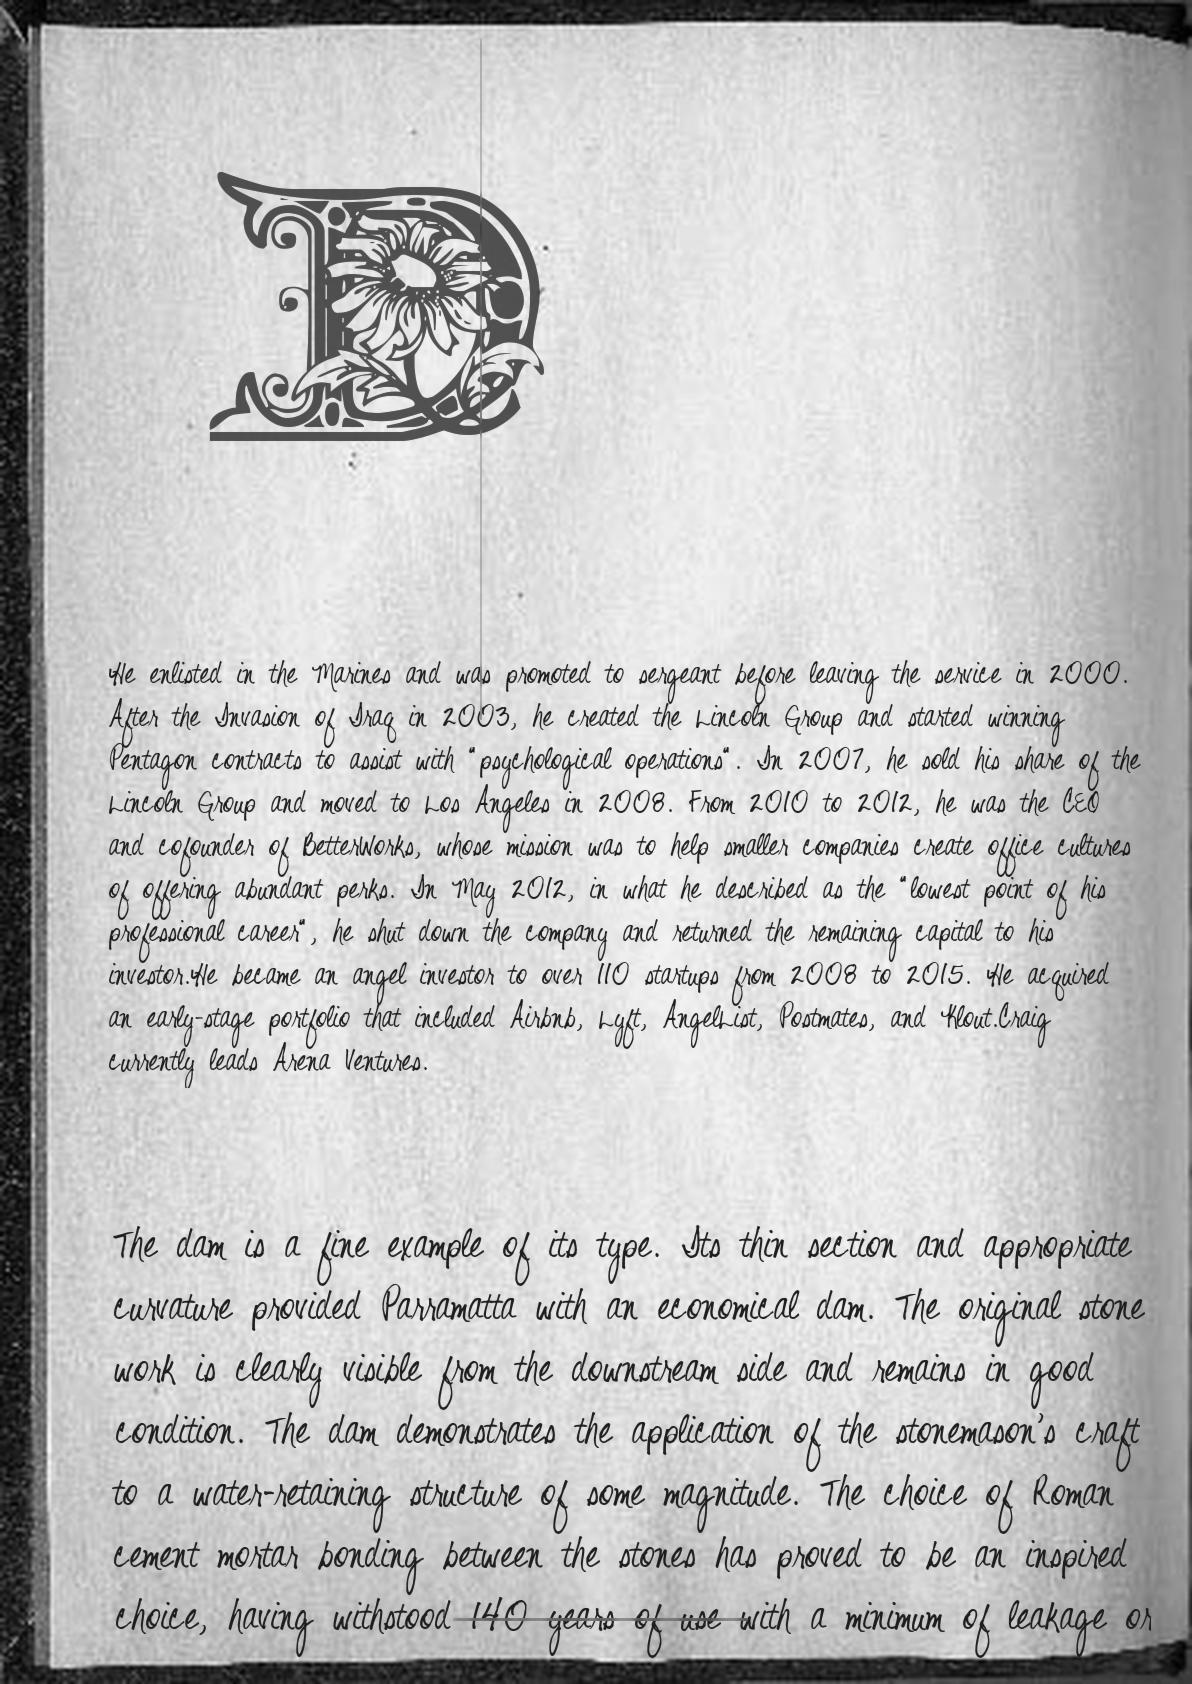 D
He enlisted in the Marines and was promoted to sergeant before leaving the service in 2000.
After the Invasion of Iraq in 2003, he created the Lincoln Group and started winning
Pentagon contracts to assist with "psychological operations". In 2007, he sold his share of the
Lincoln Group and moved to Los Angeles in 2008. From 2010 to 2012, he was the CEO
and cofounder of BetterWorks, whose mission was to help smaller companies create office cultures
of offering abundant perks. In May 2012, in what he described as the "lowest point of his
professional career", he shut down the company and returned the remaining capital to his
investor.He became an angel investor to over 110 startups from 2008 to 2015. He acquired
an early-stage portfolio that included Airbnb, Lyft, AngelList, Postmates, and Klout.Craig
currently leads Arena Ventures.
The dam is a fine example of its type. Its thin section and appropriate
curvature provided Parramatta with an economical dam. The original stone
work is clearly visible from the downstream side and remains in good
condition. The dam demonstrates the application of the stonemason's craft
to a water-retaining structure of some magnitude. The choice of Roman
cement mortar bonding between the stones has proved to be an inspired
choice, having withstood 140 years of use with a minimum of leakage or